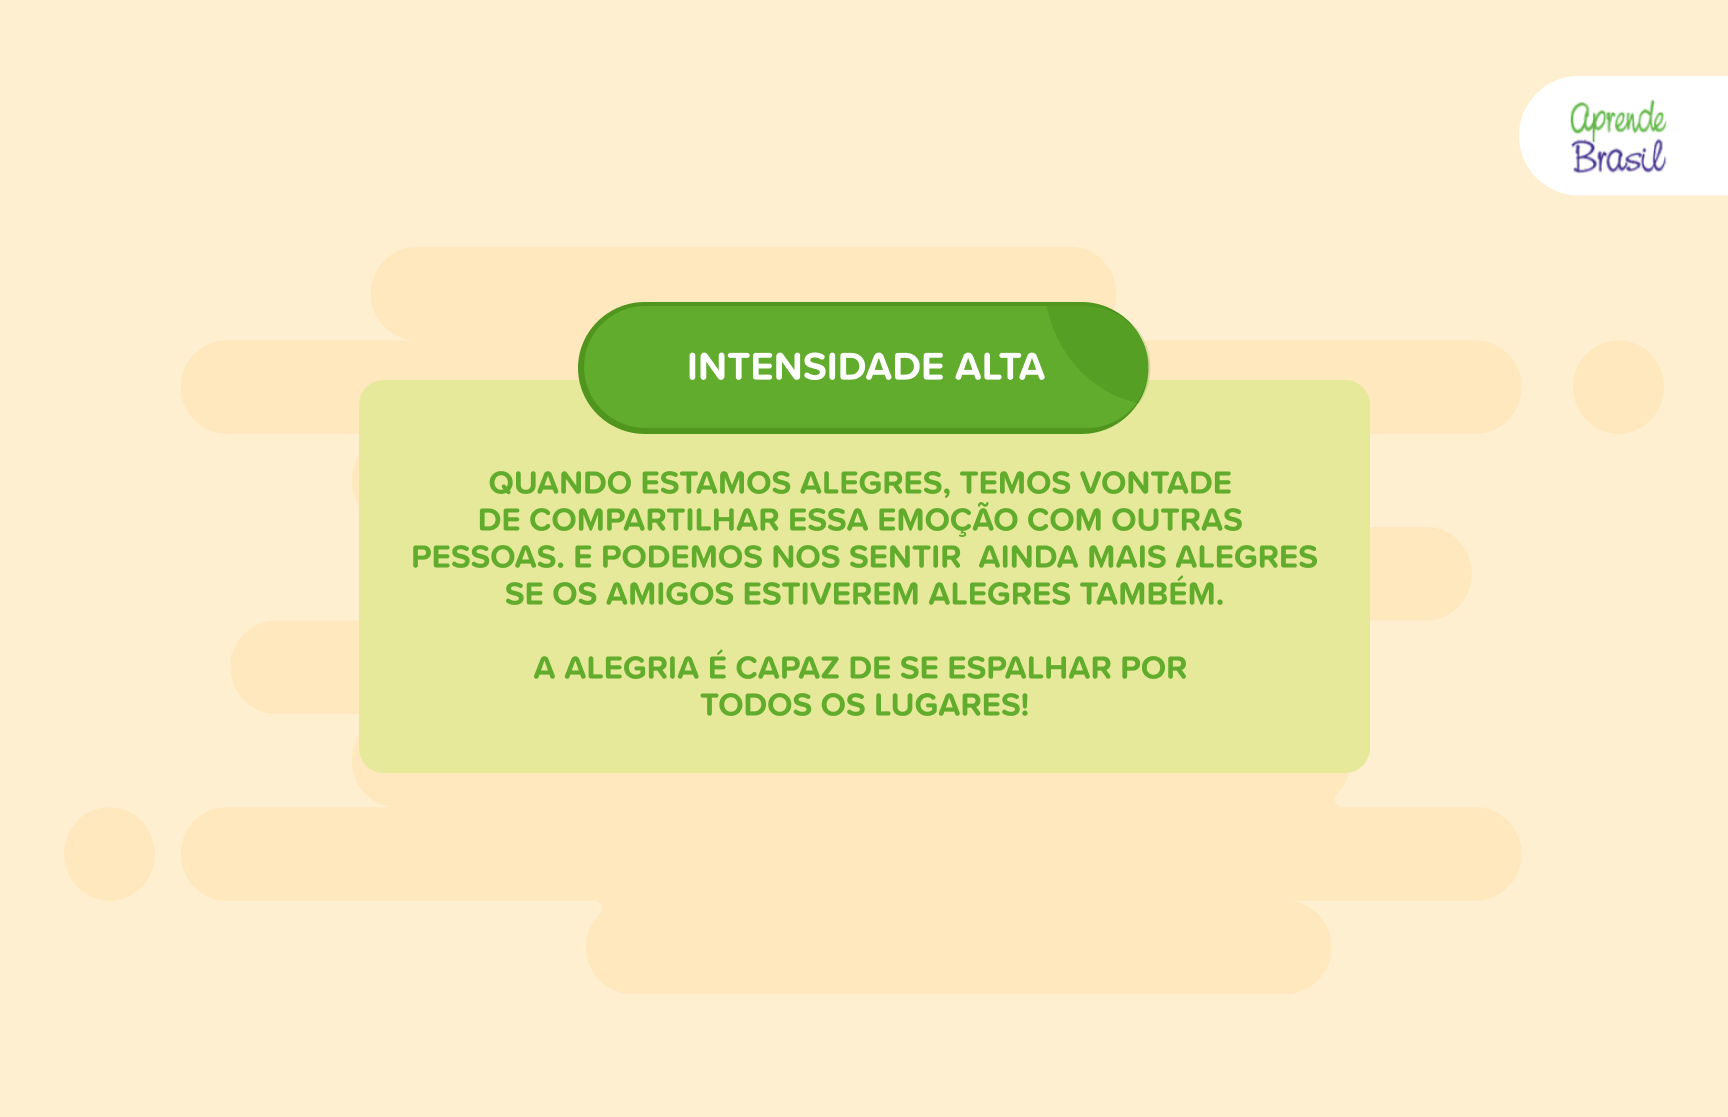 aprende
Brasil
INTENSIDADE ALTA
QUANDO ESTAMOS ALEGRES, TEMOS VONTADE
DE COMPARTILHAR ESSA EMOÇÃO COM OUTRAS
PESSOAS. E PODEMOS NOS SENTIR  AINDA MAIS ALEGRES
SE OS AMIGOS ESTIVEREM ALEGRES TAMBÉM.
A ALEGRIA É CAPAZ DE SE ESPALHAR POR
TODOS OS LUGARES!